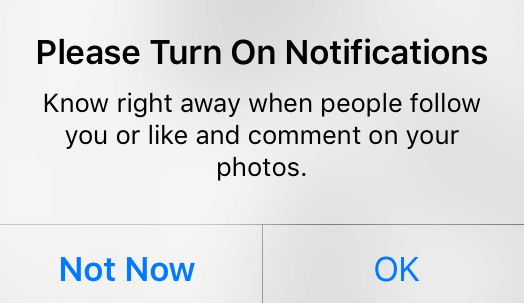 Please Turn On Notifications
Know right away when people follow
you or like and comment on your
photos.
Not Now
OK